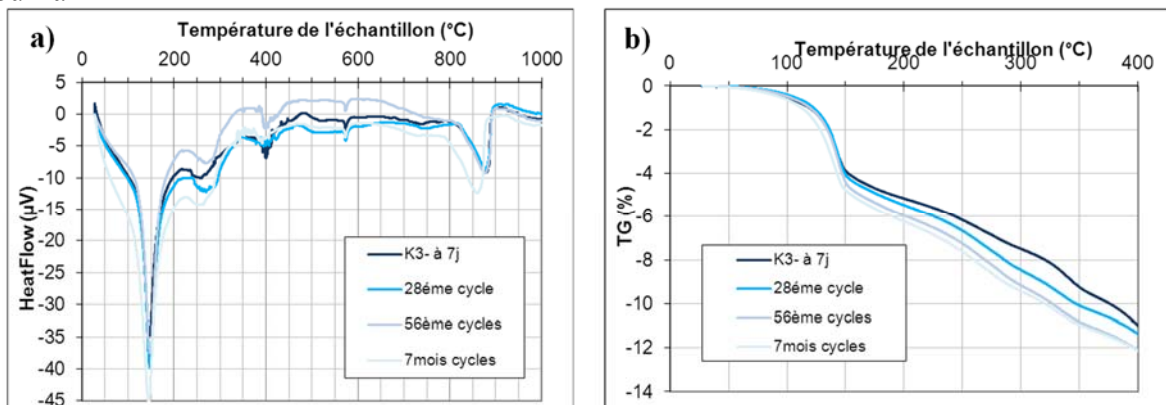 a)
Température de l'échantillon (°C)
0 200 400 600 800 1000
5
0
-5
-10
-15
-20
-25
-30
-35
-40
-45
HeatFlow (µV)
K3- à 7j
28éme cycle
56ème cycles
7mois cycles
b)
Température de l'échantillon (°C)
0 100 200 300 400
0
-2
-4
-6
-8
-10
-12
-14
TG (%)
K3- à 7j
28éme cycle
56ème cycles
7mois cycles